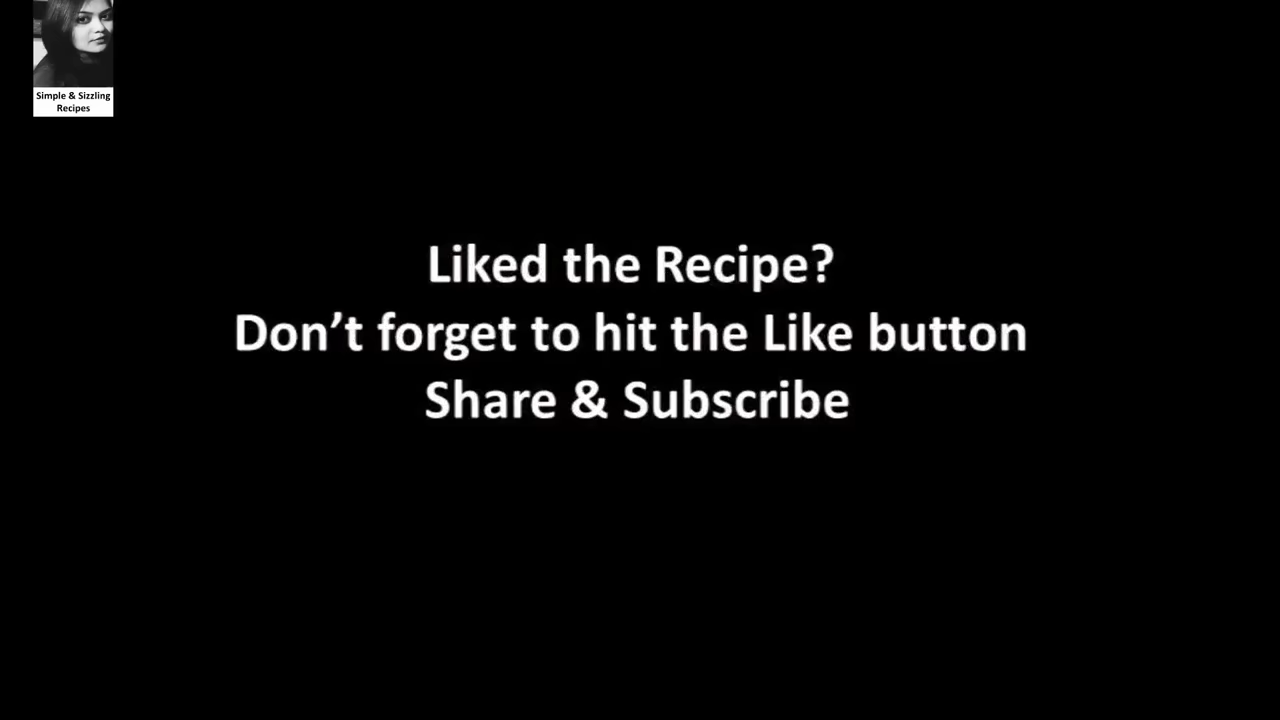 Simple & Sizzling
Recipes
Liked the Recipe?
Don’t forget to hit the Like button
Share & Subscribe